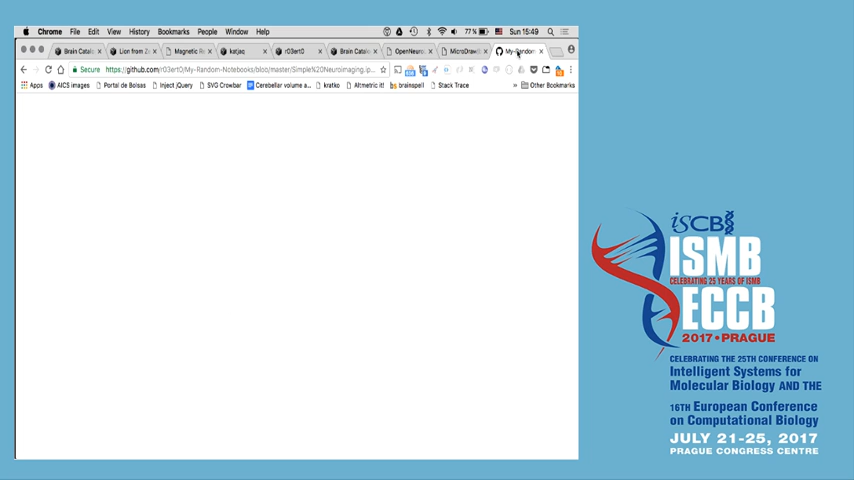 Chrome File Edit View History Bookmarks People Window Help 77% Sun 15:49
Brain Catalo Lion from Z Magnetic Re katjaq r03ert0 Brain Catalo OpenNeuro MicroDraw My-Random
Secure https://github.com/r03ert0/My-Random-Notebooks/blob/master/Simple%20Neuroimaging.ip...
Apps AICS images Portal de Bolsas Inject jQuery SVG Crowbar Cerebellar volume a... kratko Altmetric it! brainspell Stack Trace » Other Bookmarks
iSCB
ISMB
CELEBRATING 25 YEARS OF ISMB
ECCB
2017 • PRAGUE
CELEBRATING THE 25TH CONFERENCE ON
Intelligent Systems for
Molecular Biology AND THE
16TH European Conference
on Computational Biology
JULY 21-25, 2017
PRAGUE CONGRESS CENTRE